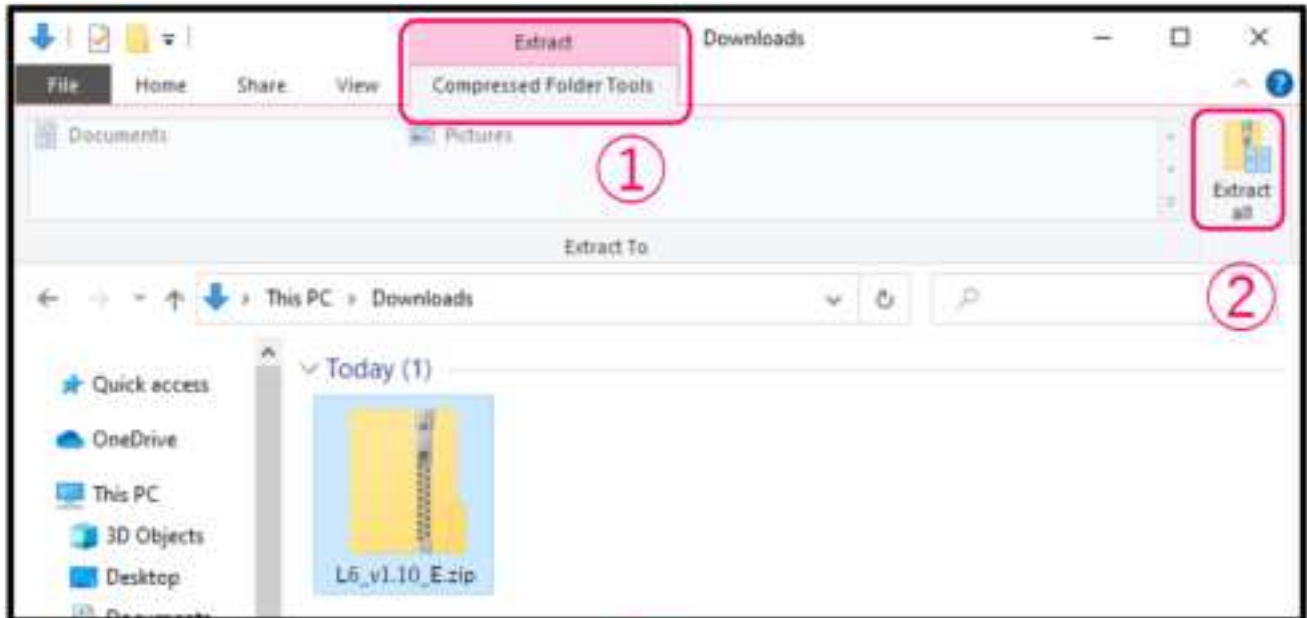 Extract
Downloads
File
Home
Share
View
Compressed Folder Tools
Documents
Pictures
①
Extract
all
Extract To
②
This PC
Downloads
Quick access
Today (1)
OneDrive
This PC
3D Objects
Desktop
L6_v1.10_E.zip
Documents